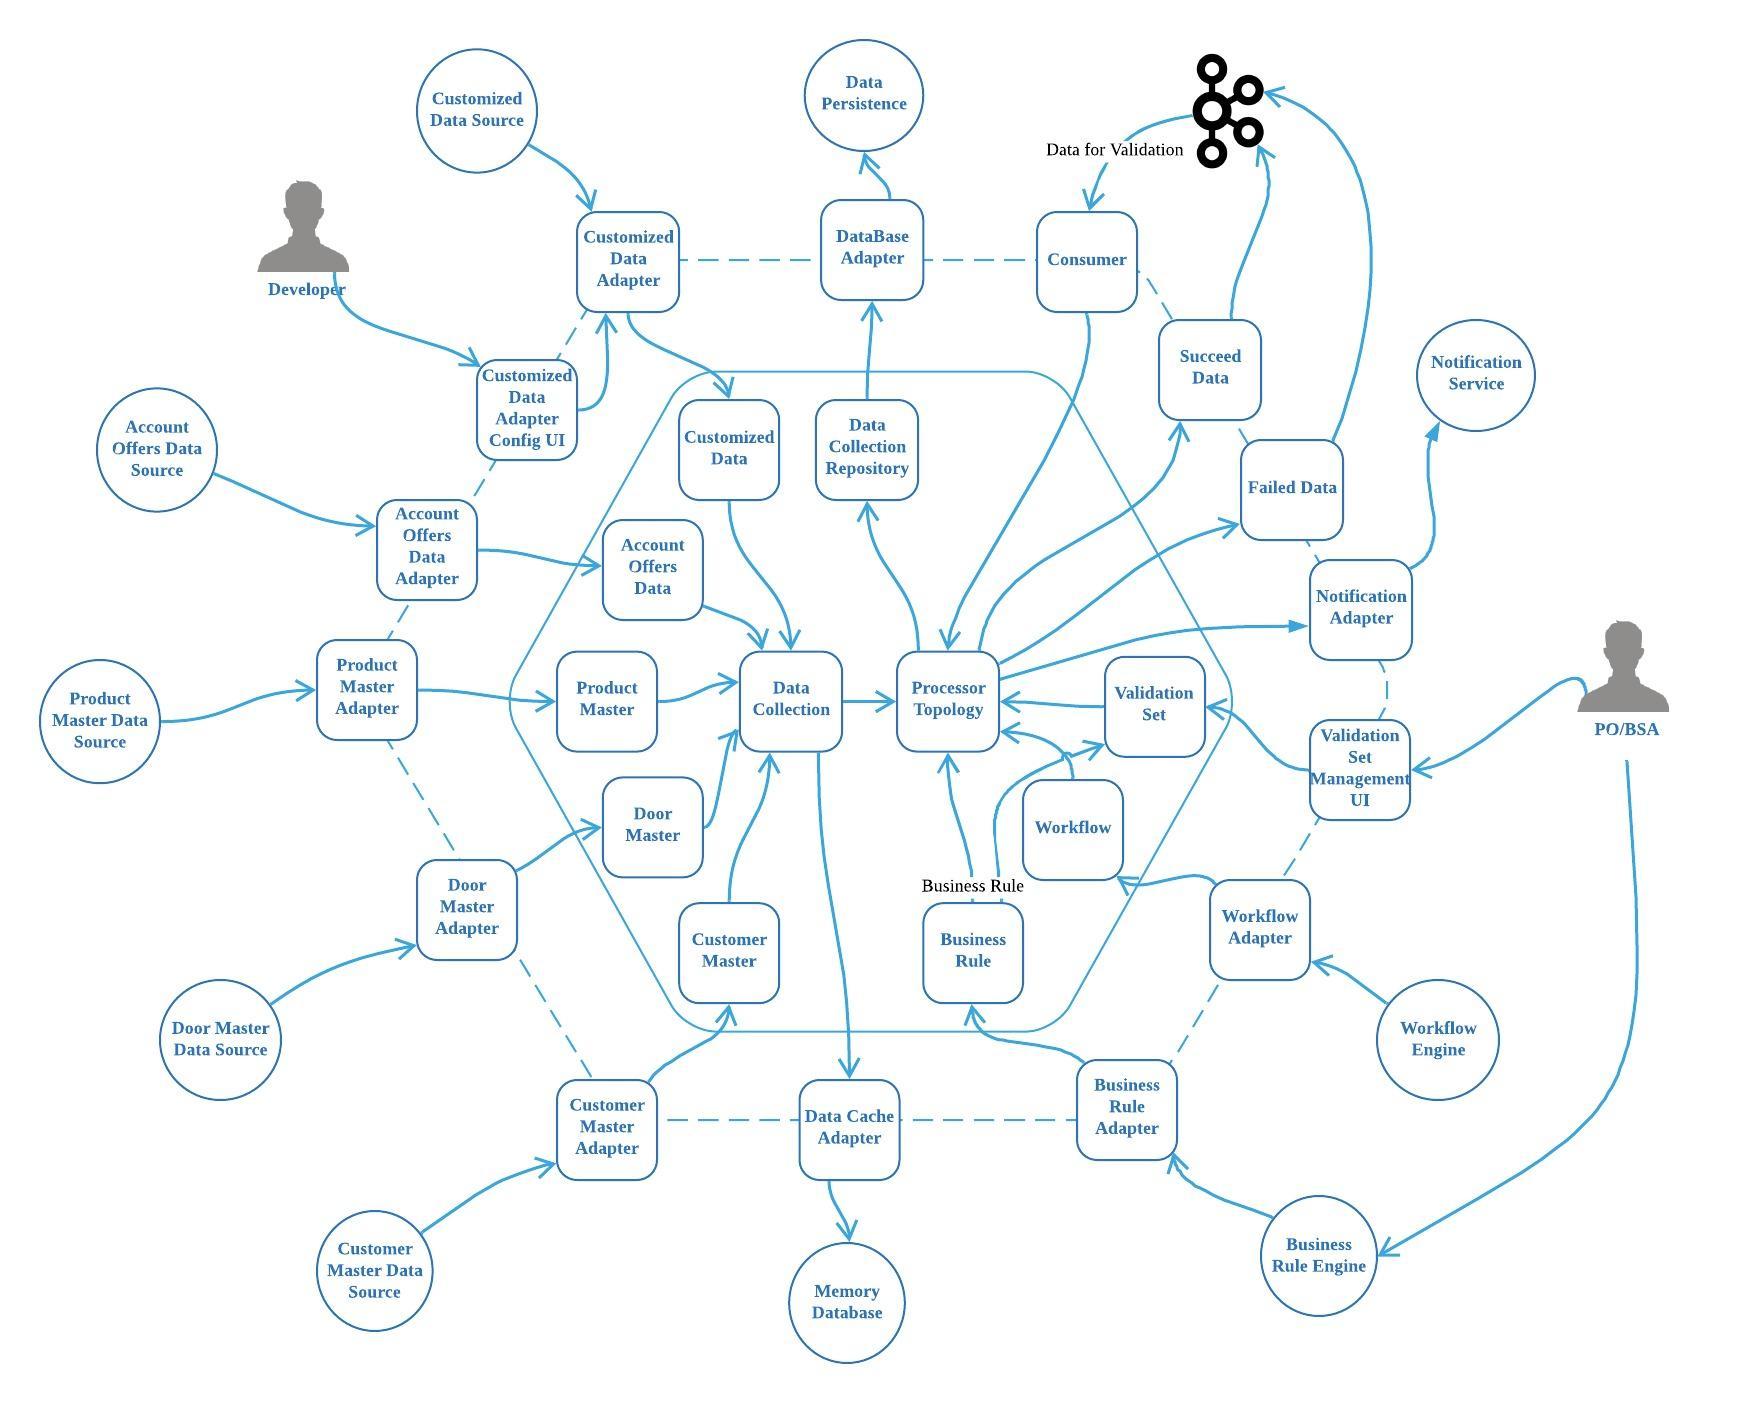 Customized
Data Source
Data
Persistence
Data for Validation
Developer
Customized
Data
Adapter
DataBase
Adapter
Consumer
Customized
Data
Adapter
Config UI
Succeed
Data
Notification
Service
Account
Offers Data
Source
Customized
Data
Data
Collection
Repository
Failed Data
Account
Offers
Data
Adapter
Account
Offers
Data
Notification
Adapter
Product
Master Data
Source
Product
Master
Adapter
Product
Master
Data
Collection
Processor
Topology
Validation
Set
Validation
Set
Management
UI
PO/BSA
Door
Master
Workflow
Door
Master
Adapter
Business Rule
Customer
Master
Business
Rule
Workflow
Adapter
Door Master
Data Source
Workflow
Engine
Customer
Master
Adapter
Data Cache
Adapter
Business
Rule
Adapter
Customer
Master Data
Source
Memory
Database
Business
Rule Engine